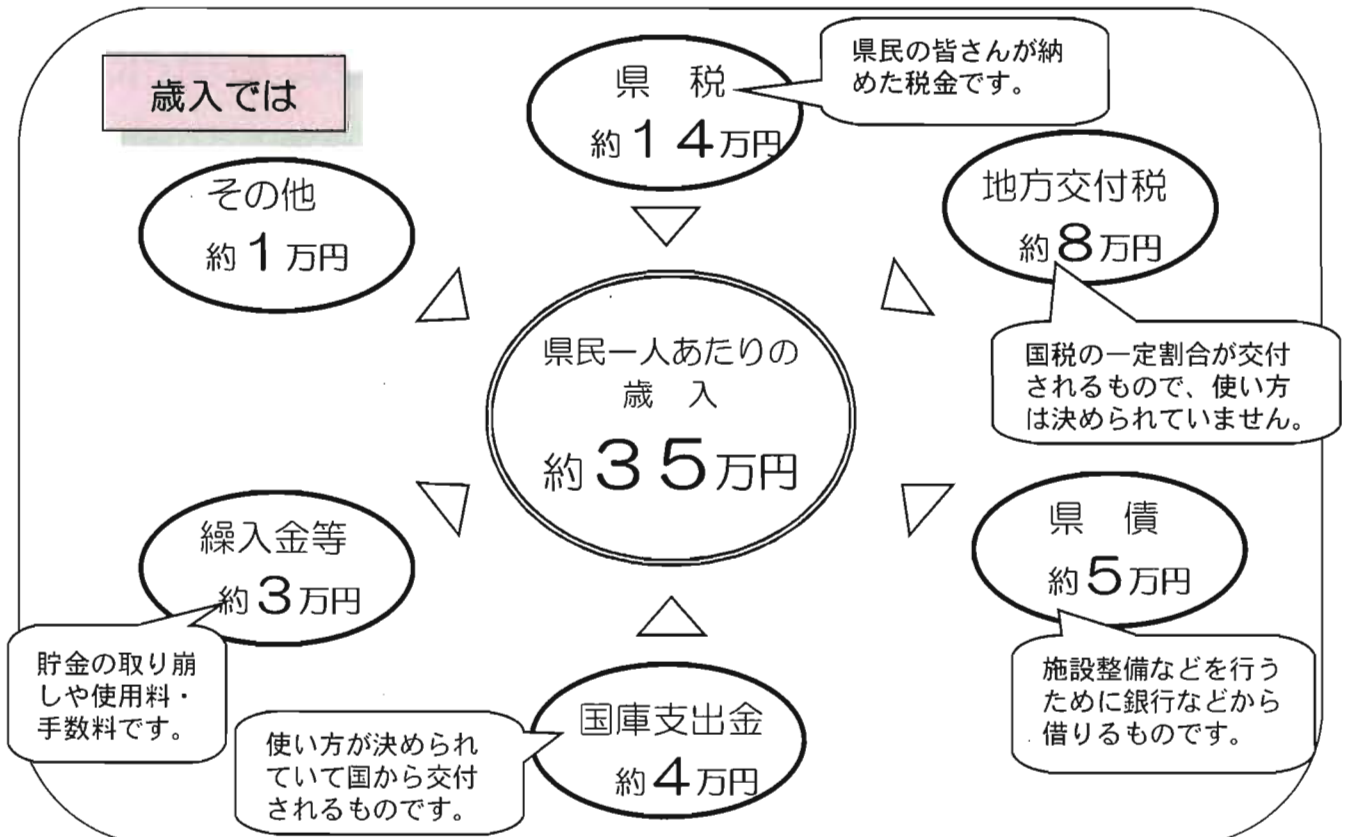 歳入では
県 税
約14万円
県民の皆さんが納
めた税金です。
その他
約1万円
地方交付税
約8万円
国税の一定割合が交付
されるもので、使い方
は決められていません。
県民一人あたりの
歳 入
約35万円
繰入金等
約3万円
貯金の取り崩
しや使用料・
手数料です。
県 債
約5万円
施設整備などを行う
ために銀行などから
借りるものです。
国庫支出金
約4万円
使い方が決められ
ていて国から交付
されるものです。